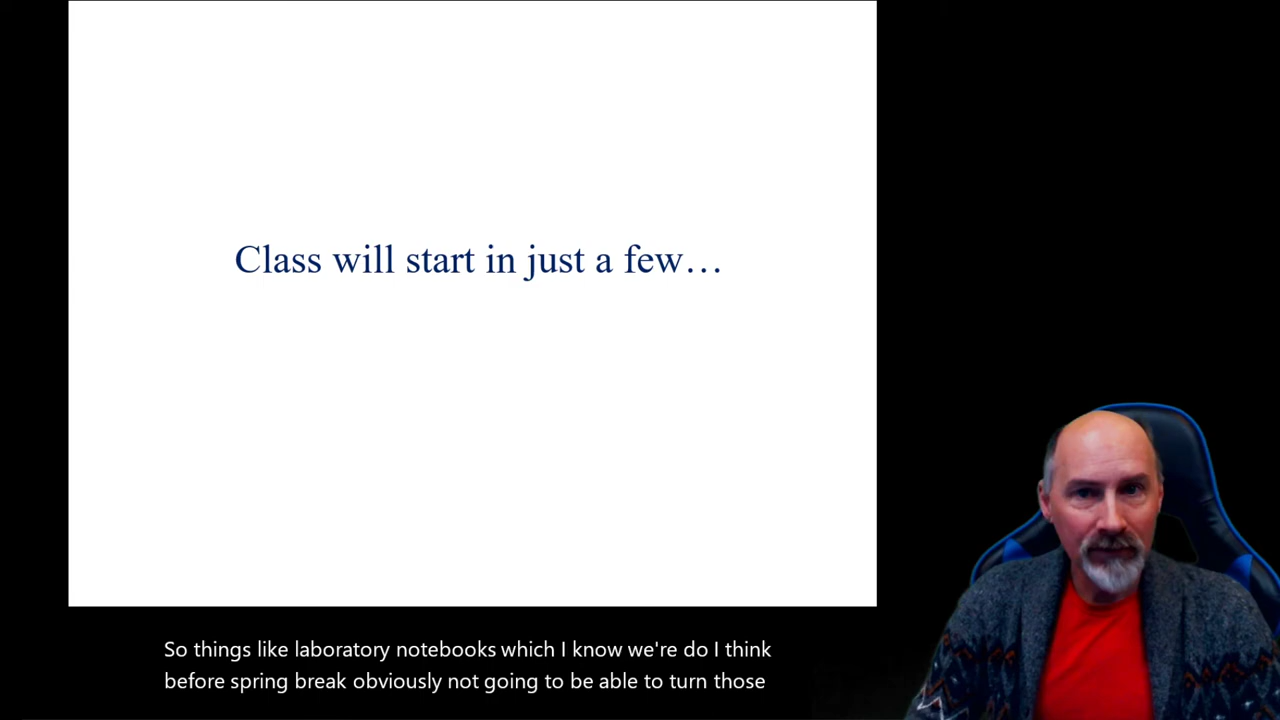 Class will start in just a few…
So things like laboratory notebooks which I know we're do I think
before spring break obviously not going to be able to turn those